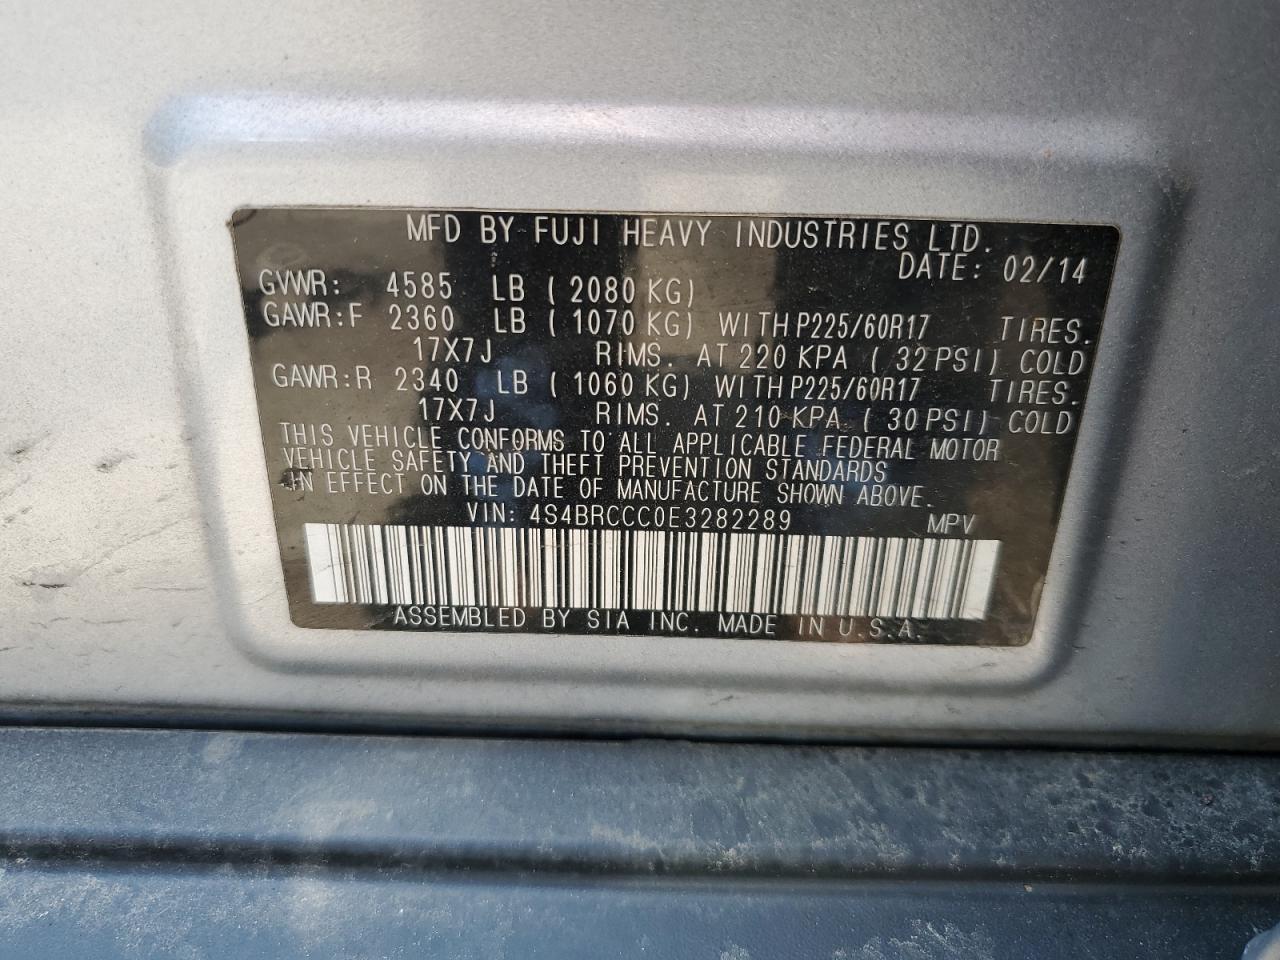 MFD BY FUJI HEAVY INDUSTRIES LTD.
DATE: 02/14
GVWR: 4585 LB ( 2080 KG)
GAWR:F 2360 LB ( 1070 KG) WITH P225/60R17 TIRES.
17X7J RIMS. AT 220 KPA ( 32 PSI) COLD
GAWR:R 2340 LB ( 1060 KG) WITH P225/60R17 TIRES.
17X7J RIMS. AT 210 KPA ( 30 PSI) COLD
THIS VEHICLE CONFORMS TO ALL APPLICABLE FEDERAL MOTOR
VEHICLE SAFETY AND THEFT PREVENTION STANDARDS
IN EFFECT ON THE DATE OF MANUFACTURE SHOWN ABOVE.
VIN: 4S4BRCCC0E3282289 MPV
ASSEMBLED BY SIA INC. MADE IN U.S.A.